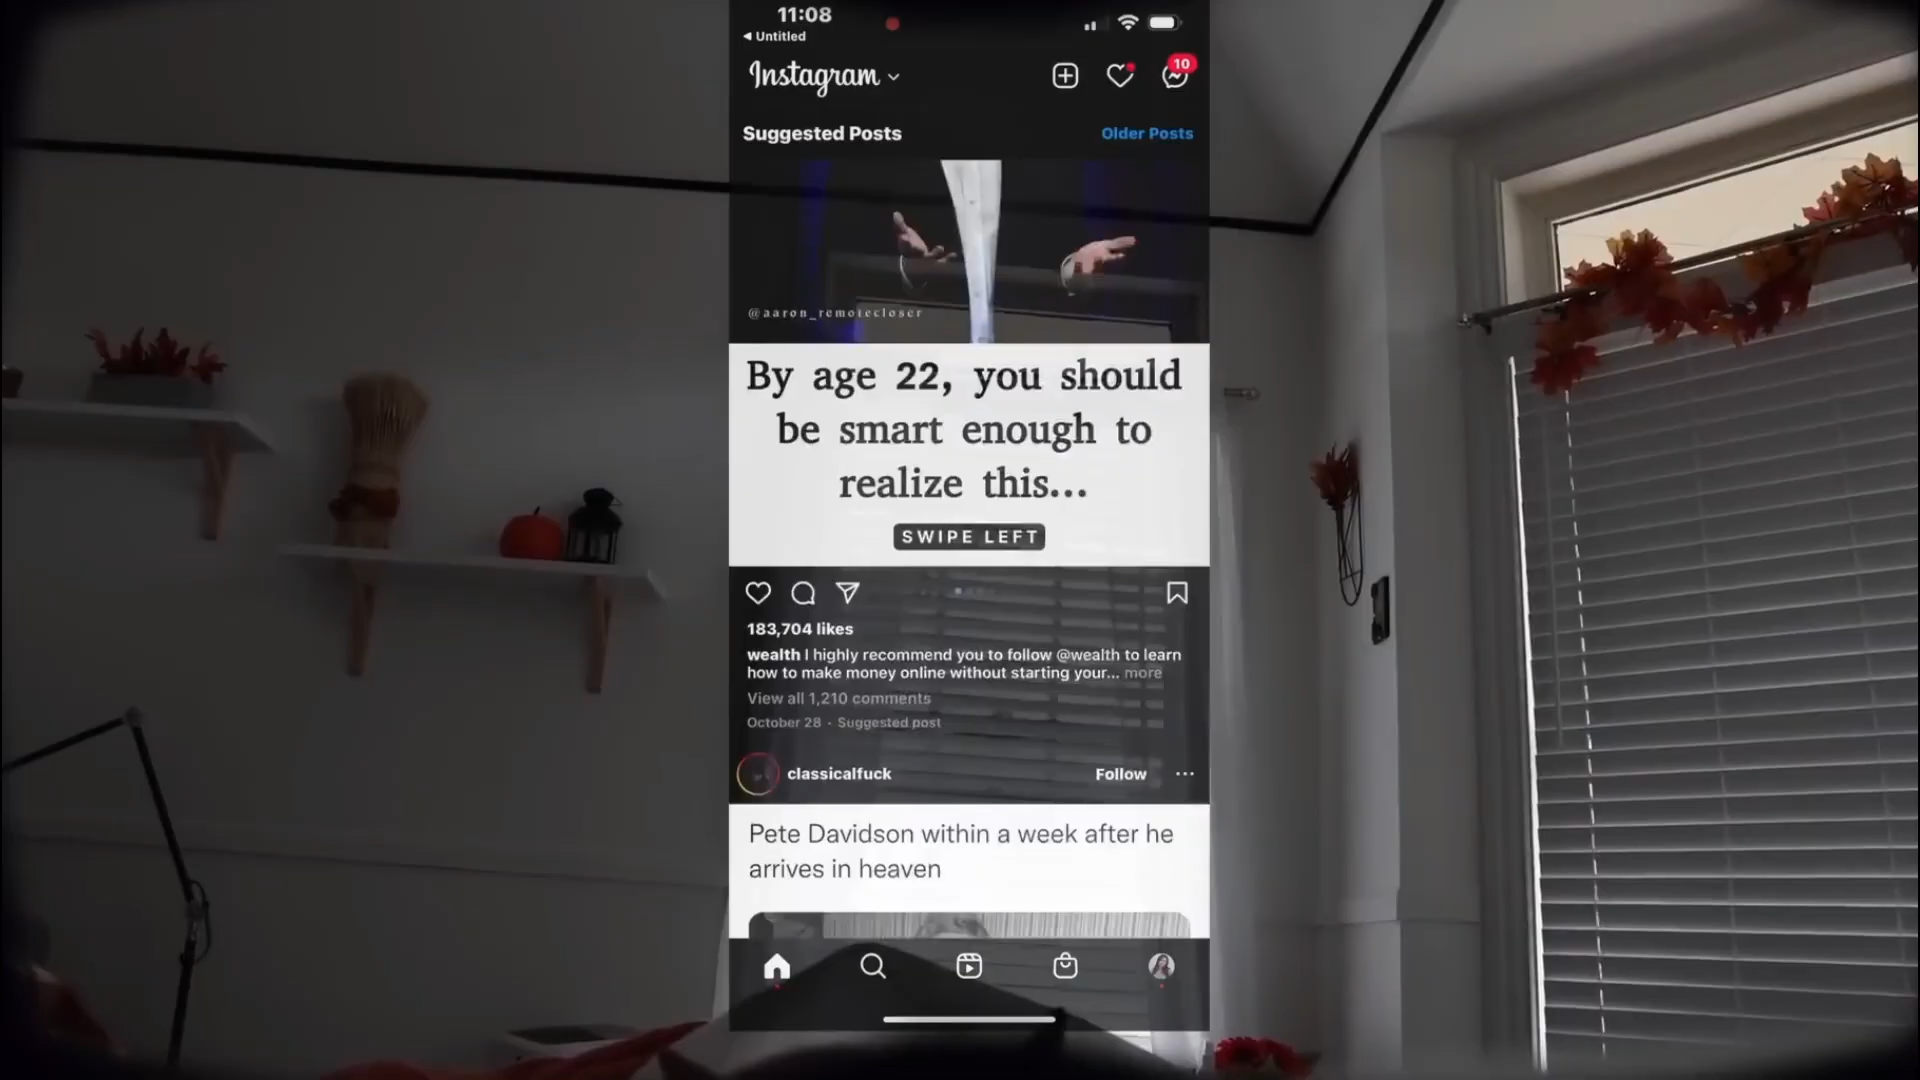 11:08
◀ Untitled
Instagram
10
Suggested Posts
Older Posts
@aaron_remotecloser
By age 22, you should
be smart enough to
realize this...
SWIPE LEFT
183,704 likes
wealth I highly recommend you to follow @wealth to learn
how to make money online without starting your... more
View all 1,210 comments
October 28 · Suggested post
classicalfuck
Follow
Pete Davidson within a week after he
arrives in heaven